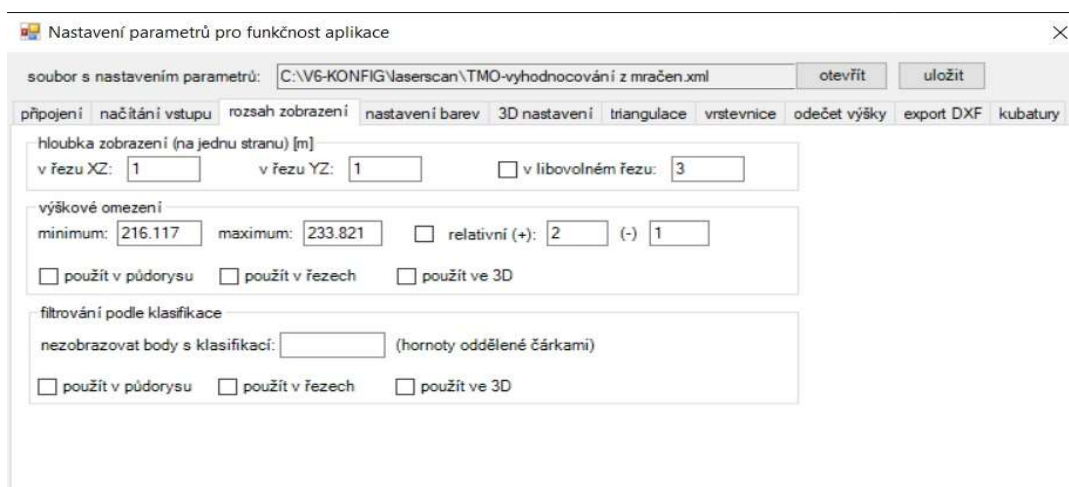 Nastavení parametrů pro funkčnost aplikace
soubor s nastavením parametrů: C:\V6-KONFIG\laserscan\TMO-vyhodnocování z mračen.xml otevřít uložit
připojení načítání vstupu rozsah zobrazení nastavení barev 3D nastavení triangulace vrstevnice odečet výšky export DXF kubatury
hloubka zobrazení (na jednu stranu) [m]
v řezu XZ: 1 v řezu YZ: 1 v libovolném řezu: 3
výškové omezení
minimum: 216.117 maximum: 233.821 relativní (+): 2 (-) 1
použít v půdorysu použít v řezech použít ve 3D
filtrování podle klasifikace
nezobrazovat body s klasifikací: (hornoty oddělené čárkami)
použít v půdorysu použít v řezech použít ve 3D